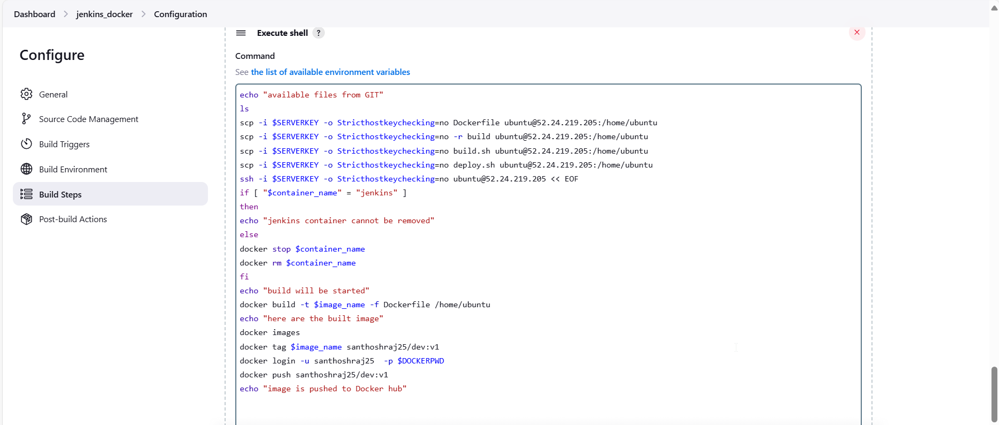 Dashboard > jenkins_docker > Configuration
Configure
General
Source Code Management
Build Triggers
Build Environment
Build Steps
Post-build Actions
Execute shell ?
Command
See the list of available environment variables
echo "available files from GIT"
ls
scp -i $SERVERKEY -o Stricthostkeychecking=no Dockerfile ubuntu@52.24.219.205:/home/ubuntu
scp -i $SERVERKEY -o Stricthostkeychecking=no -r build ubuntu@52.24.219.205:/home/ubuntu
scp -i $SERVERKEY -o Stricthostkeychecking=no build.sh ubuntu@52.24.219.205:/home/ubuntu
scp -i $SERVERKEY -o Stricthostkeychecking=no deploy.sh ubuntu@52.24.219.205:/home/ubuntu
ssh -i $SERVERKEY -o Stricthostkeychecking=no ubuntu@52.24.219.205 << EOF
if [ "$container_name" = "jenkins" ]
then
echo "jenkins container cannot be removed"
else
docker stop $container_name
docker rm $container_name
fi
echo "build will be started"
docker build -t $image_name -f Dockerfile /home/ubuntu
echo "here are the built image"
docker images
docker tag $image_name santhoshraj25/dev:v1
docker login -u santhoshraj25  -p $DOCKERPWD
docker push santhoshraj25/dev:v1
echo "image is pushed to Docker hub"